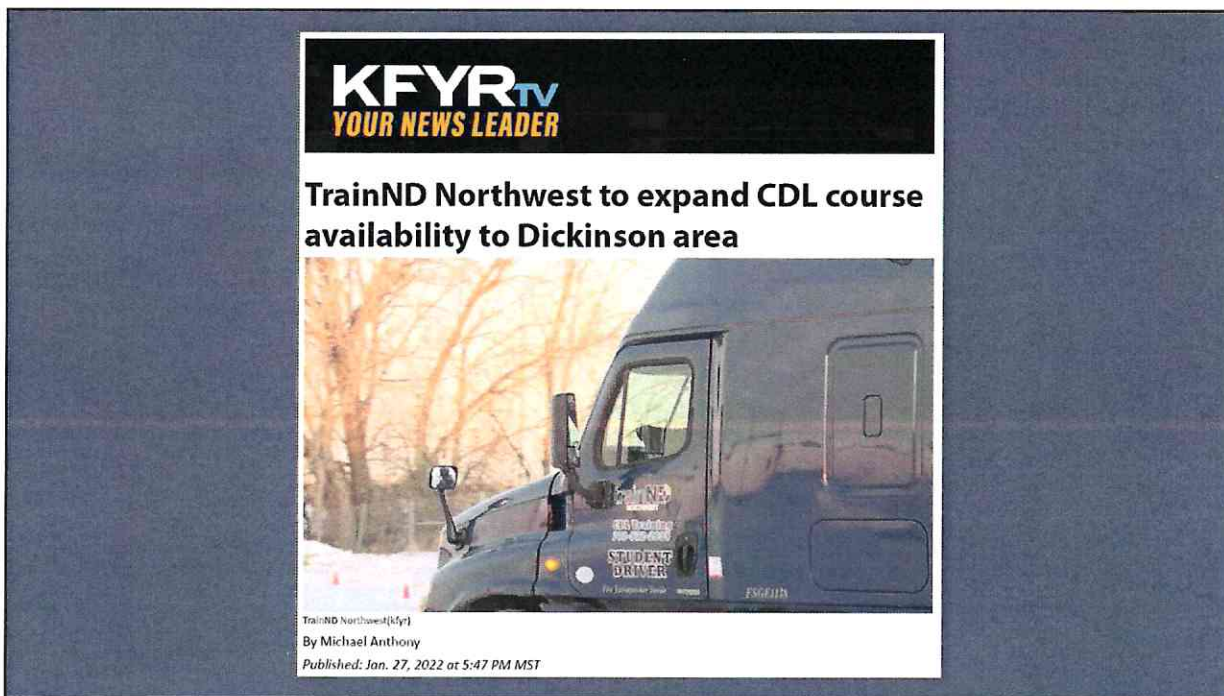 KFYRTV
YOUR NEWS LEADER
TrainND Northwest to expand CDL course
availability to Dickinson area
TrainND
CDL Training
STUDENT
DRIVER
TrainND Northwest(kfyr)
By Michael Anthony
Published: Jan. 27, 2022 at 5:47 PM MST